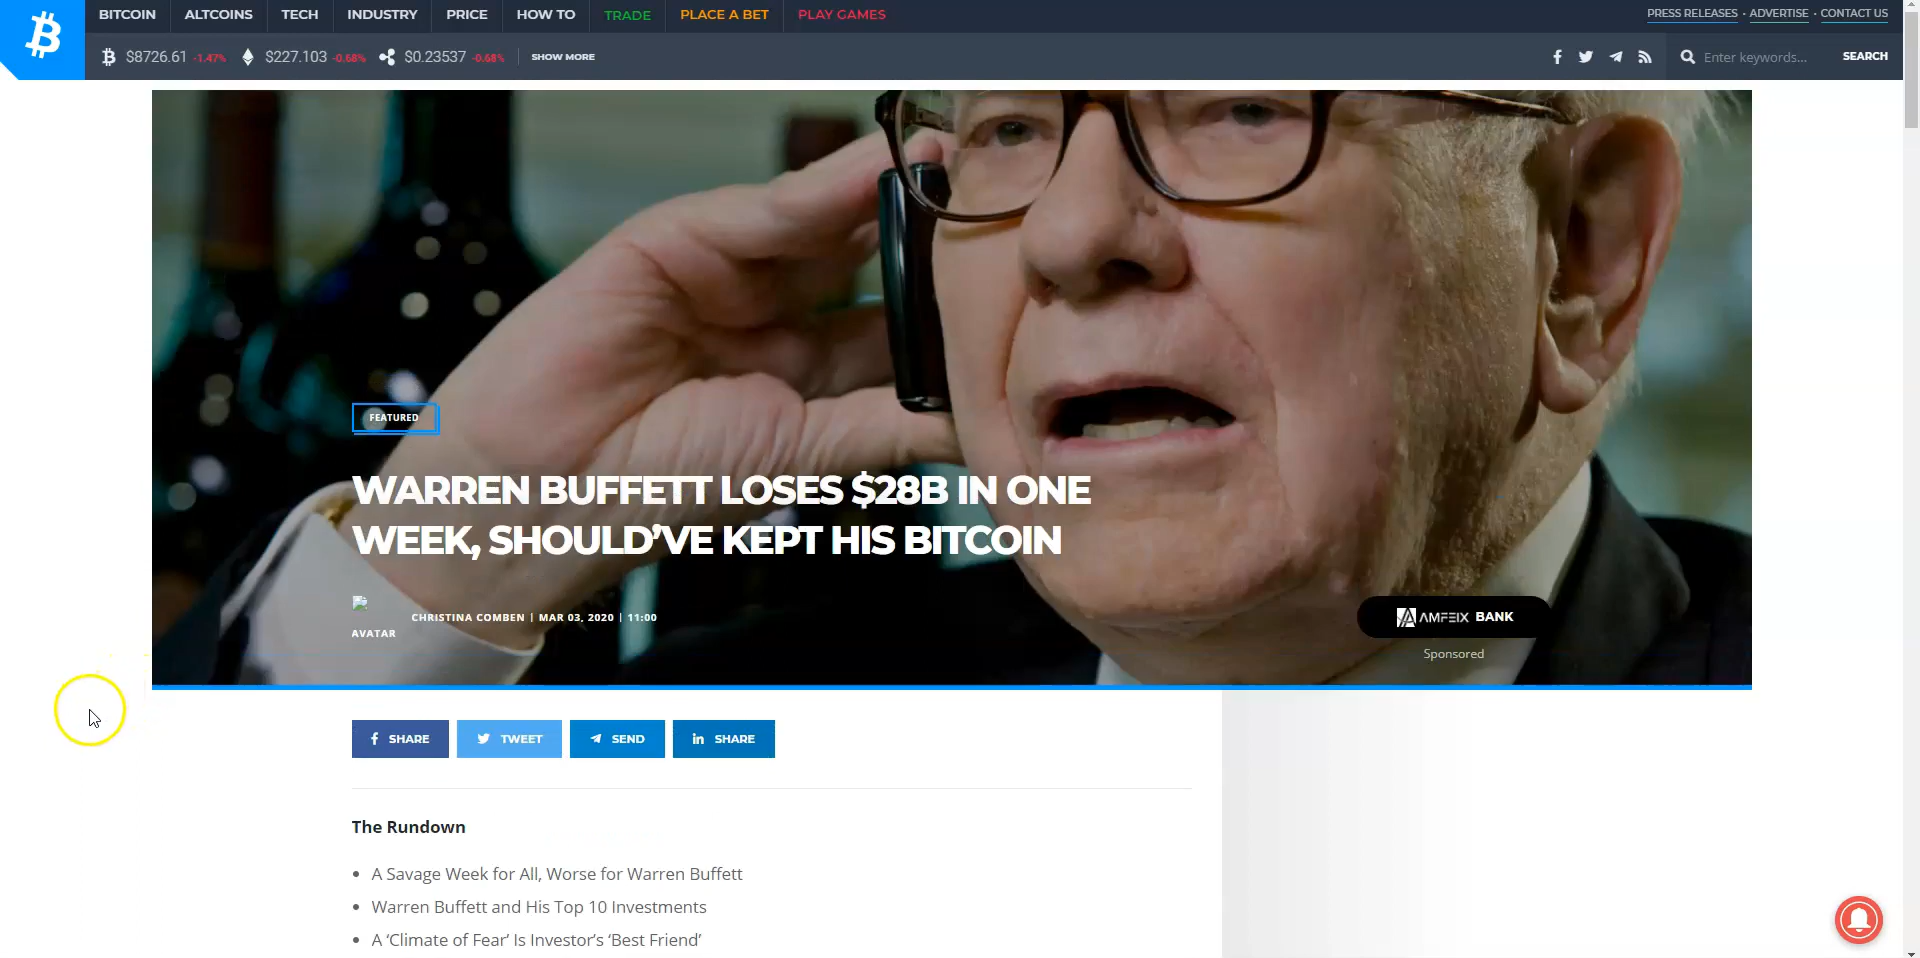 BITCOIN ALTCOINS TECH INDUSTRY PRICE HOW TO TRADE PLACE A BET PLAY GAMES PRESS RELEASES · ADVERTISE · CONTACT US
$8726.61 -1.47% $227.103 -0.68% $0.23537 -0.68% SHOW MORE Enter keywords... SEARCH
FEATURED
WARREN BUFFETT LOSES $28B IN ONE
WEEK, SHOULD’VE KEPT HIS BITCOIN
AVATAR
CHRISTINA COMBEN | MAR 03, 2020 | 11:00
AMFEIX BANK
Sponsored
SHARE TWEET SEND SHARE
The Rundown
• A Savage Week for All, Worse for Warren Buffett
• Warren Buffett and His Top 10 Investments
• A ‘Climate of Fear’ Is Investor’s ‘Best Friend’